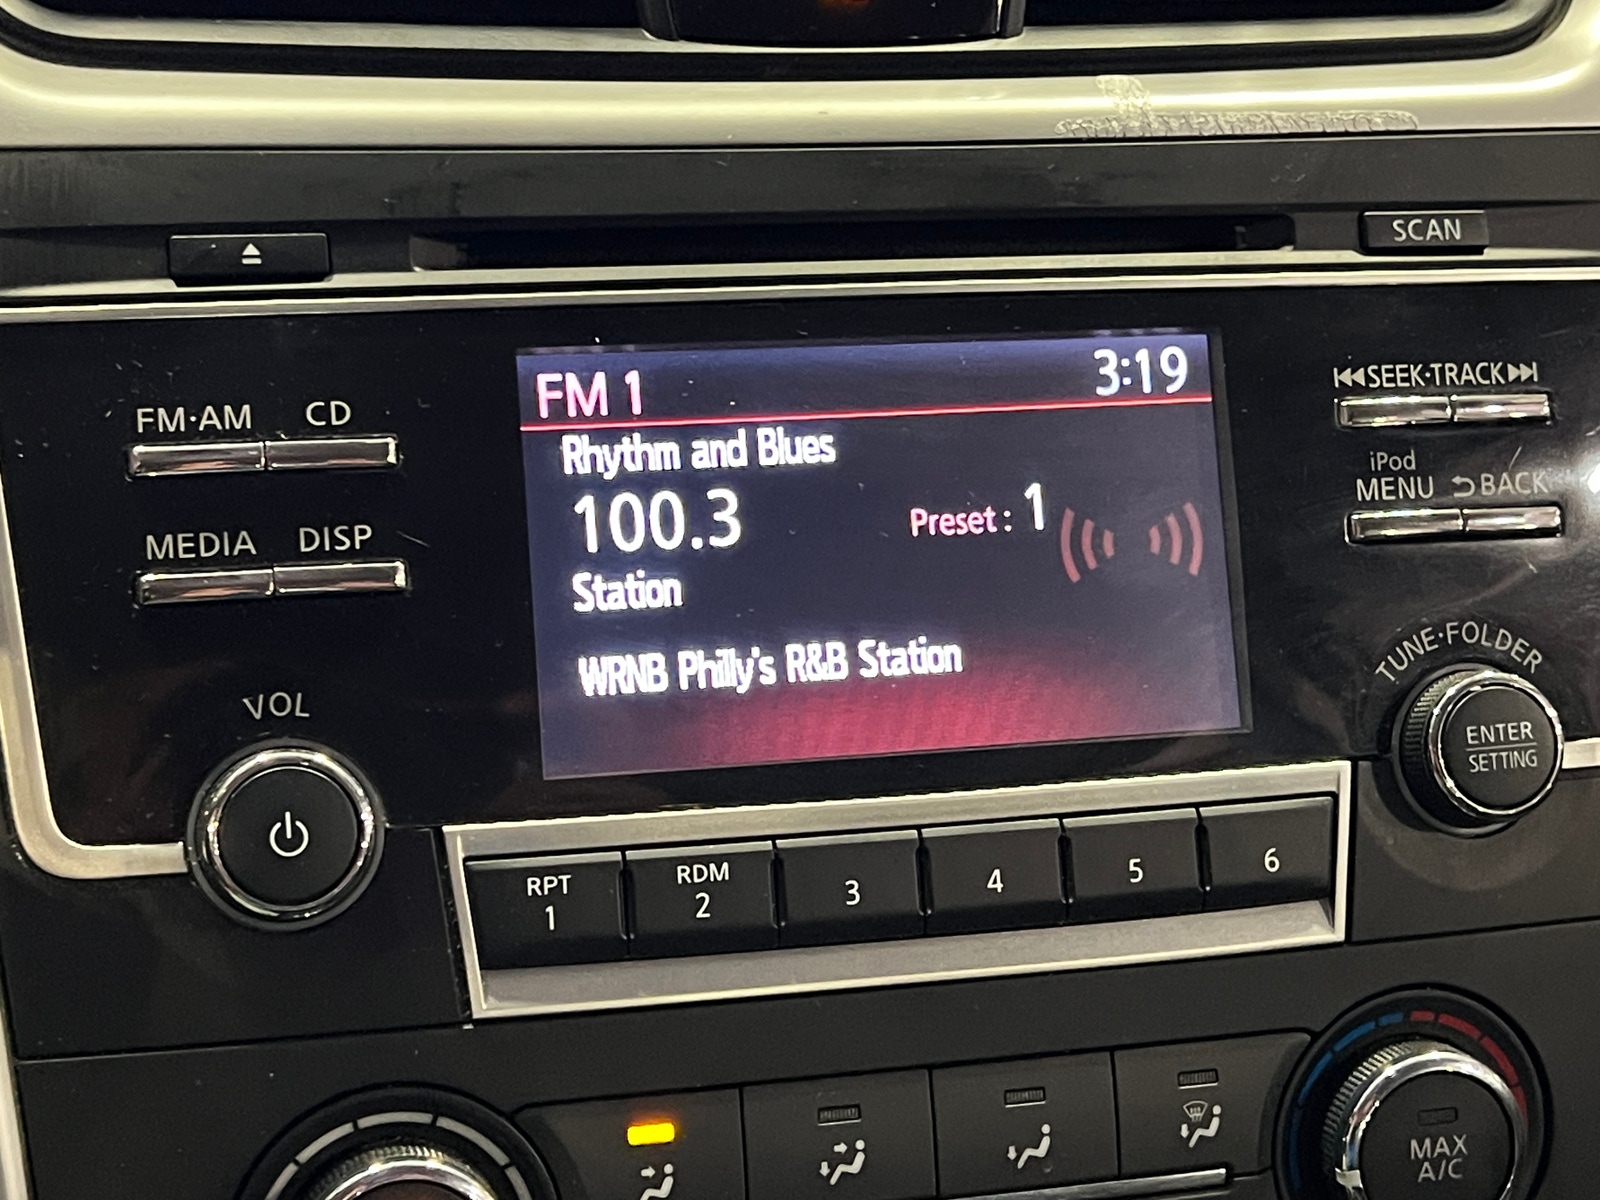 SCAN
FM 1 3:19
FM·AM CD
SEEK·TRACK
Rhythm and Blues
100.3 Preset : 1
iPod
MENU BACK
MEDIA DISP
Station
WRNB Philly's R&B Station
TUNE·FOLDER
VOL
ENTER
SETTING
RPT
1
RDM
2
3
4
5
6
MAX
A/C